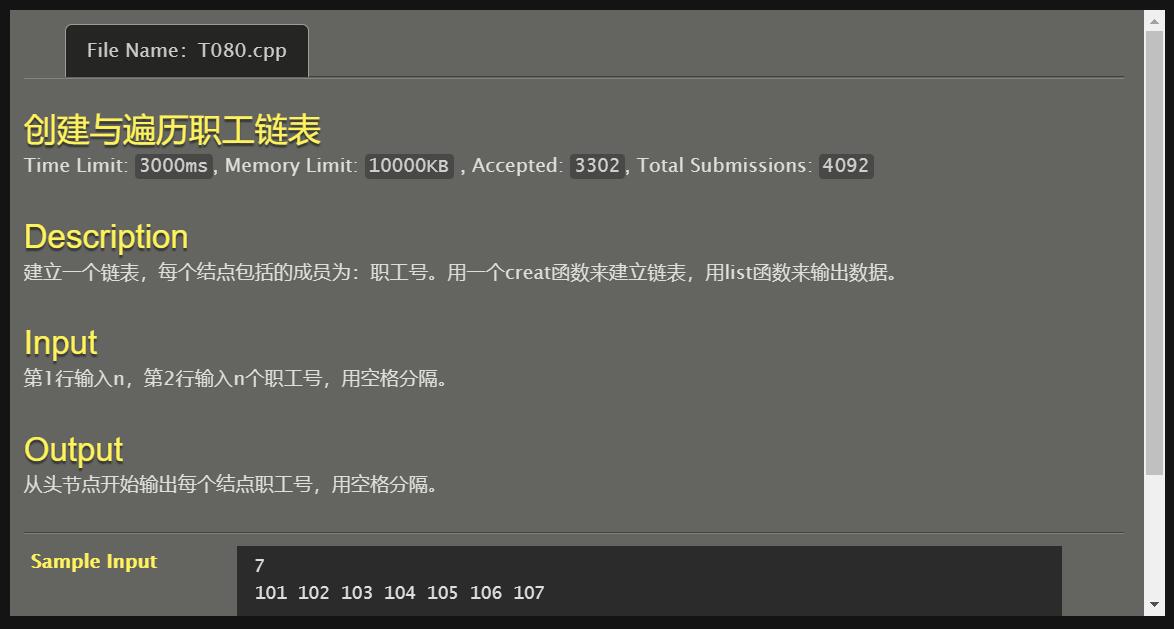 File Name：T080.cpp
创建与遍历职工链表
Time Limit: 3000ms, Memory Limit: 10000KB , Accepted: 3302, Total Submissions: 4092
Description
建立一个链表，每个结点包括的成员为：职工号。用一个creat函数来建立链表，用list函数来输出数据。
Input
第1行输入n，第2行输入n个职工号，用空格分隔。
Output
从头节点开始输出每个结点职工号，用空格分隔。
Sample Input
7
101 102 103 104 105 106 107